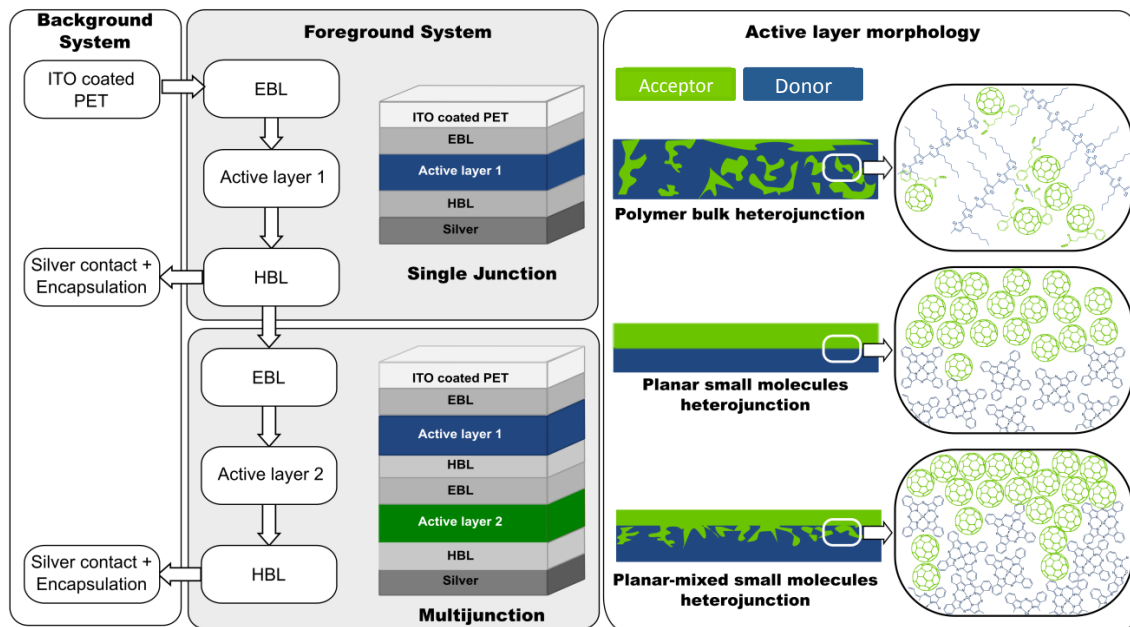 Background
System
ITO coated
PET
Silver contact +
Encapsulation
Silver contact +
Encapsulation
Foreground System
EBL
Active layer 1
HBL
ITO coated PET
EBL
Active layer 1
HBL
Silver
Single Junction
EBL
Active layer 2
HBL
ITO coated PET
EBL
Active layer 1
HBL
EBL
Active layer 2
HBL
Silver
Multijunction
Active layer morphology
Acceptor
Donor
Polymer bulk heterojunction
Planar small molecules
heterojunction
Planar-mixed small molecules
heterojunction